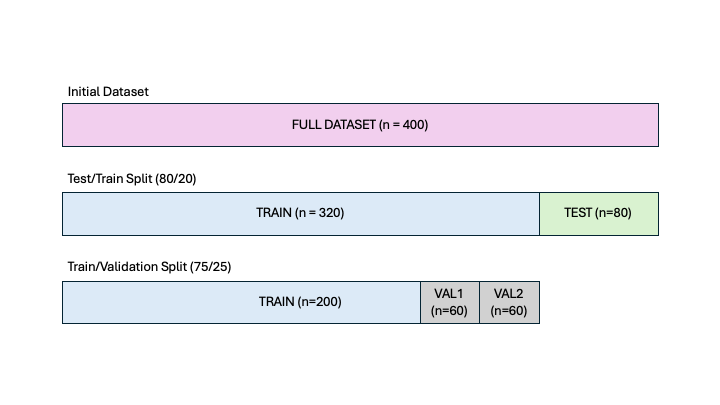 Initial Dataset
FULL DATASET (n = 400)
Test/Train Split (80/20)
TRAIN (n = 320)
TEST (n=80)
Train/Validation Split (75/25)
TRAIN (n=200)
VAL1
(n=60)
VAL2
(n=60)